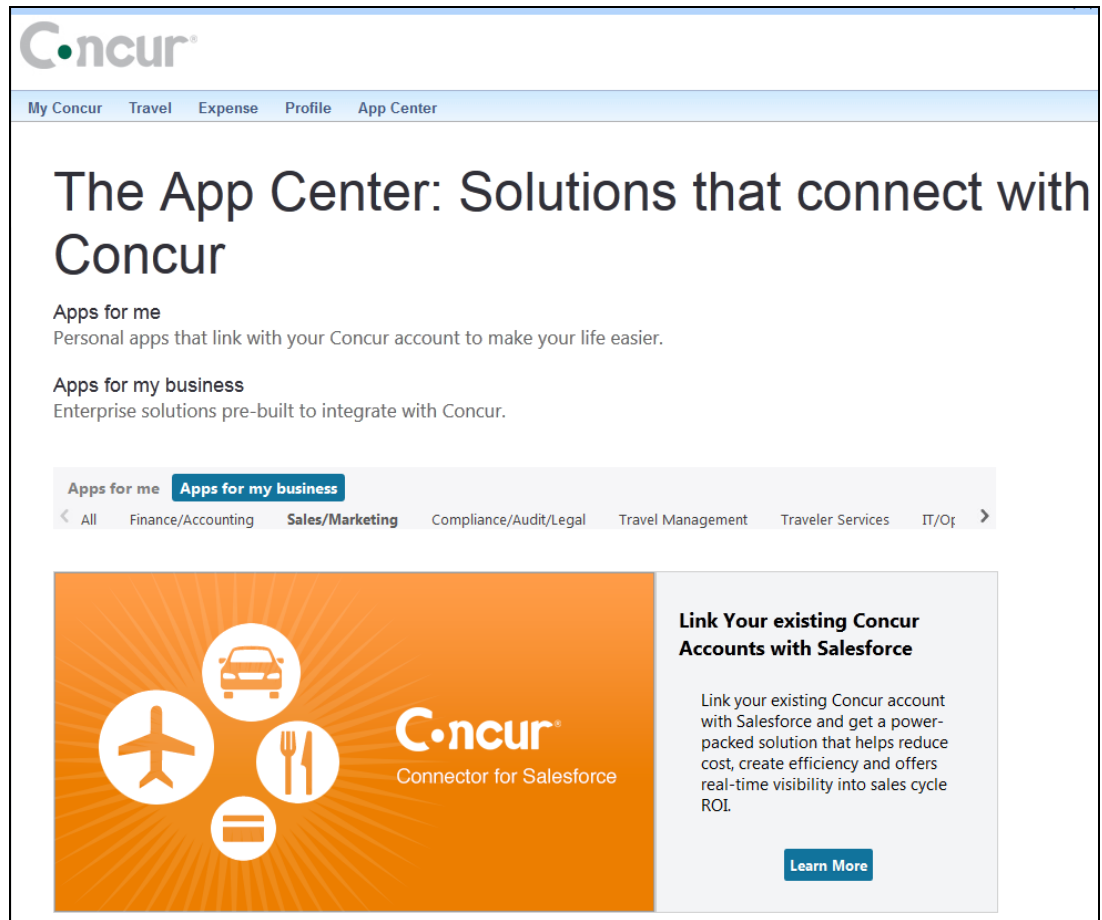 Concur®
My Concur Travel Expense Profile App Center
The App Center: Solutions that connect with
Concur
Apps for me
Personal apps that link with your Concur account to make your life easier.
Apps for my business
Enterprise solutions pre-built to integrate with Concur.
Apps for me Apps for my business
All Finance/Accounting Sales/Marketing Compliance/Audit/Legal Travel Management Traveler Services
Concur®
Connector for Salesforce
Link Your existing Concur
Accounts with Salesforce
Link your existing Concur account
with Salesforce and get a power-
packed solution that helps reduce
cost, create efficiency and offers
real-time visibility into sales cycle
ROI.
Learn More